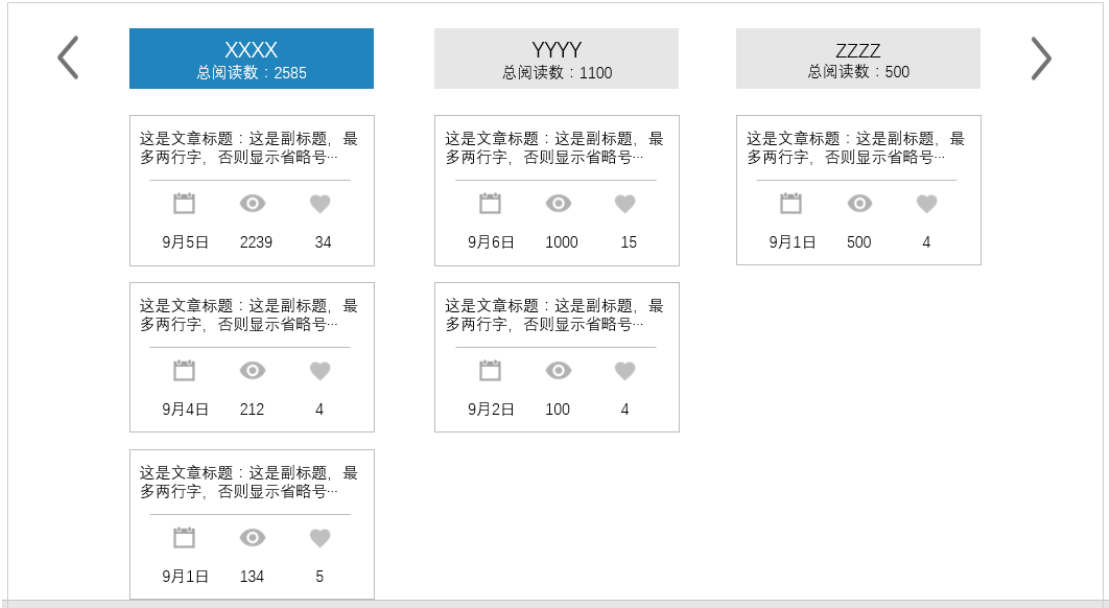 XXXX
总阅读数：2585
YYYY
总阅读数：1100
ZZZZ
总阅读数：500
这是文章标题：这是副标题，最
多两行字，否则显示省略号…
9月5日 2239 34
这是文章标题：这是副标题，最
多两行字，否则显示省略号…
9月6日 1000 15
这是文章标题：这是副标题，最
多两行字，否则显示省略号…
9月1日 500 4
这是文章标题：这是副标题，最
多两行字，否则显示省略号…
9月4日 212 4
这是文章标题：这是副标题，最
多两行字，否则显示省略号…
9月2日 100 4
这是文章标题：这是副标题，最
多两行字，否则显示省略号…
9月1日 134 5